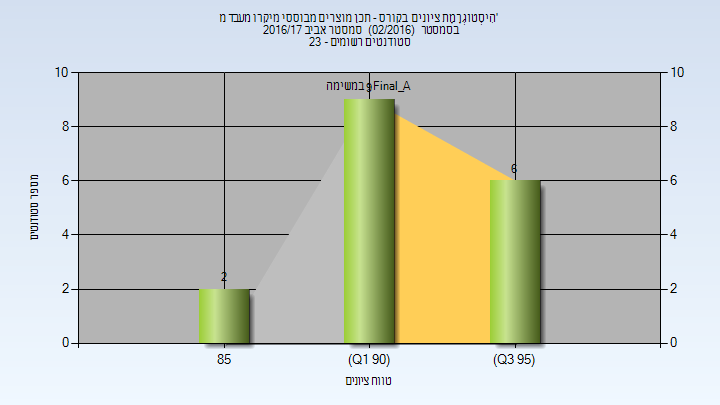 'היסטוגרמת ציונים בקורס - תכן מוצרים מבוססי מיקרו מעבד מ
בסמסטר (02/2016) סמסטר אביב 2016/17
סטודנטים רשומים - 23
במשימה Final_A
10
8
6
4
2
0
10
8
6
4
2
0
2
9
6
מספר סטודנטים
85
(Q1 90)
(Q3 95)
טווח ציונים